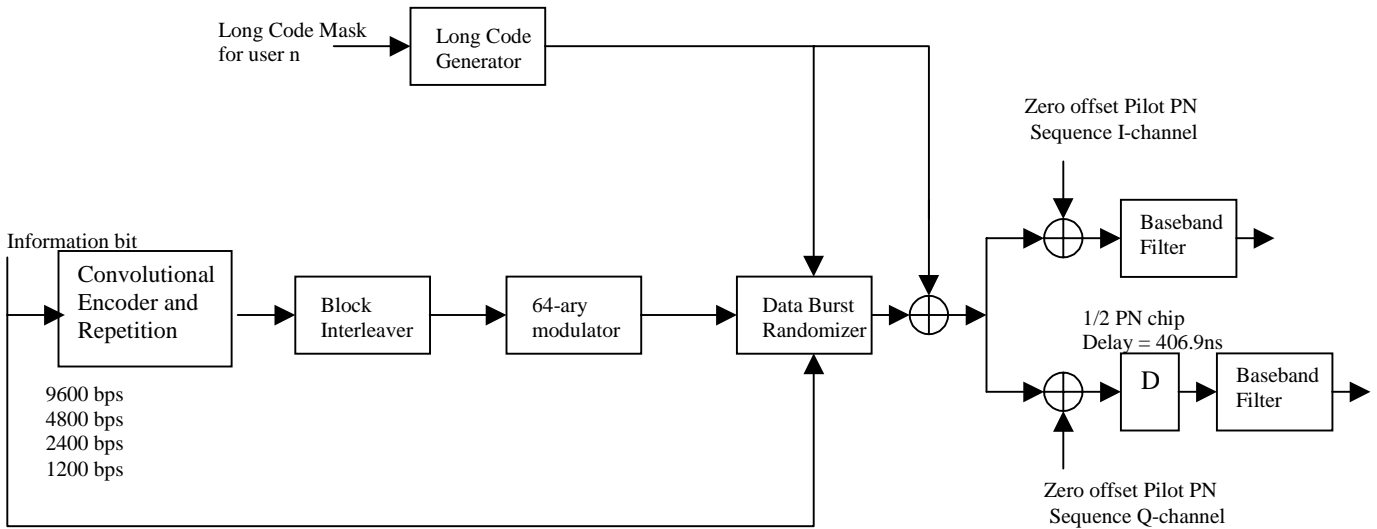 Long Code Mask
for user n
Long Code
Generator
Zero offset Pilot PN
Sequence I-channel
Information bit
Convolutional
Encoder and
Repetition
Block
Interleaver
64-ary
modulator
Data Burst
Randomizer
Baseband
Filter
1/2 PN chip
Delay = 406.9ns
D
Baseband
Filter
9600 bps
4800 bps
2400 bps
1200 bps
Zero offset Pilot PN
Sequence Q-channel